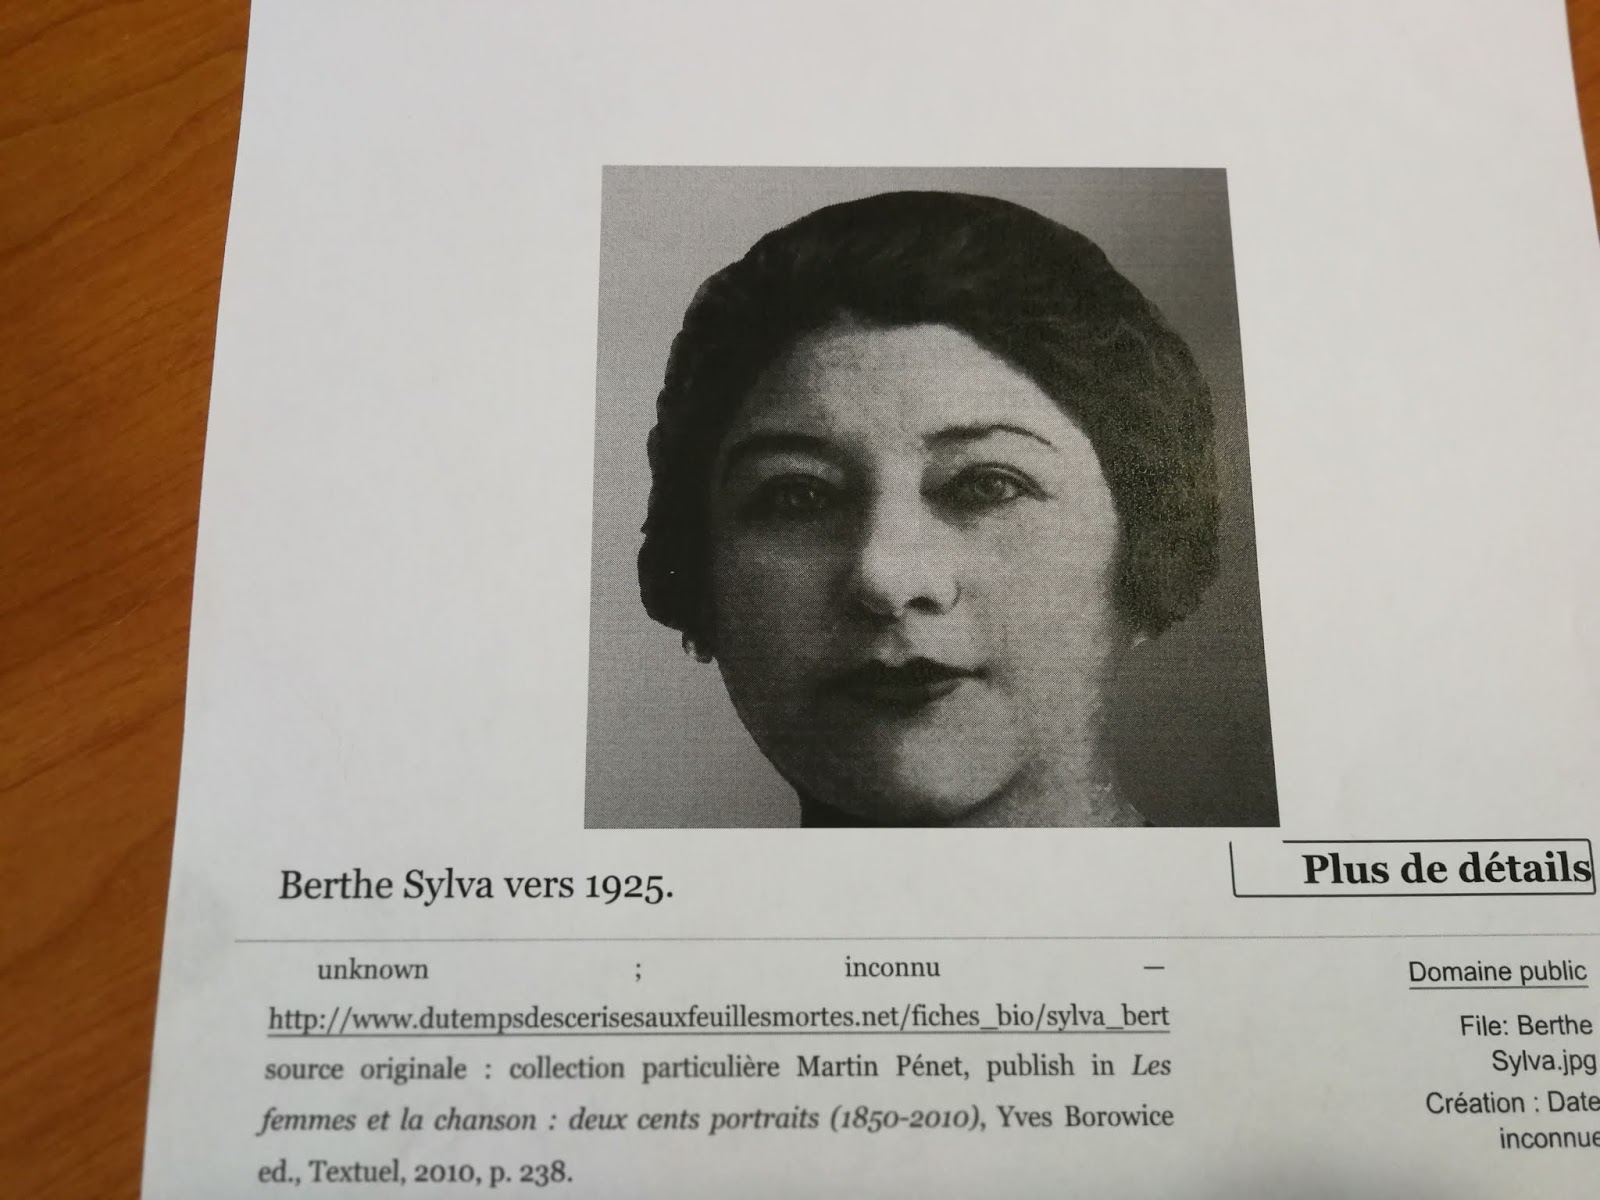 Berthe Sylva vers 1925.
Plus de détails
unknown ; inconnu —
http://www.dutempsdescerisesauxfeuillesmortes.net/fiches_bio/sylva_bert
source originale : collection particulière Martin Pénet, publish in Les
femmes et la chanson : deux cents portraits (1850-2010), Yves Borowice
ed., Textuel, 2010, p. 238.
Domaine public
File: Berthe
Sylva.jpg
Création : Date
inconnue